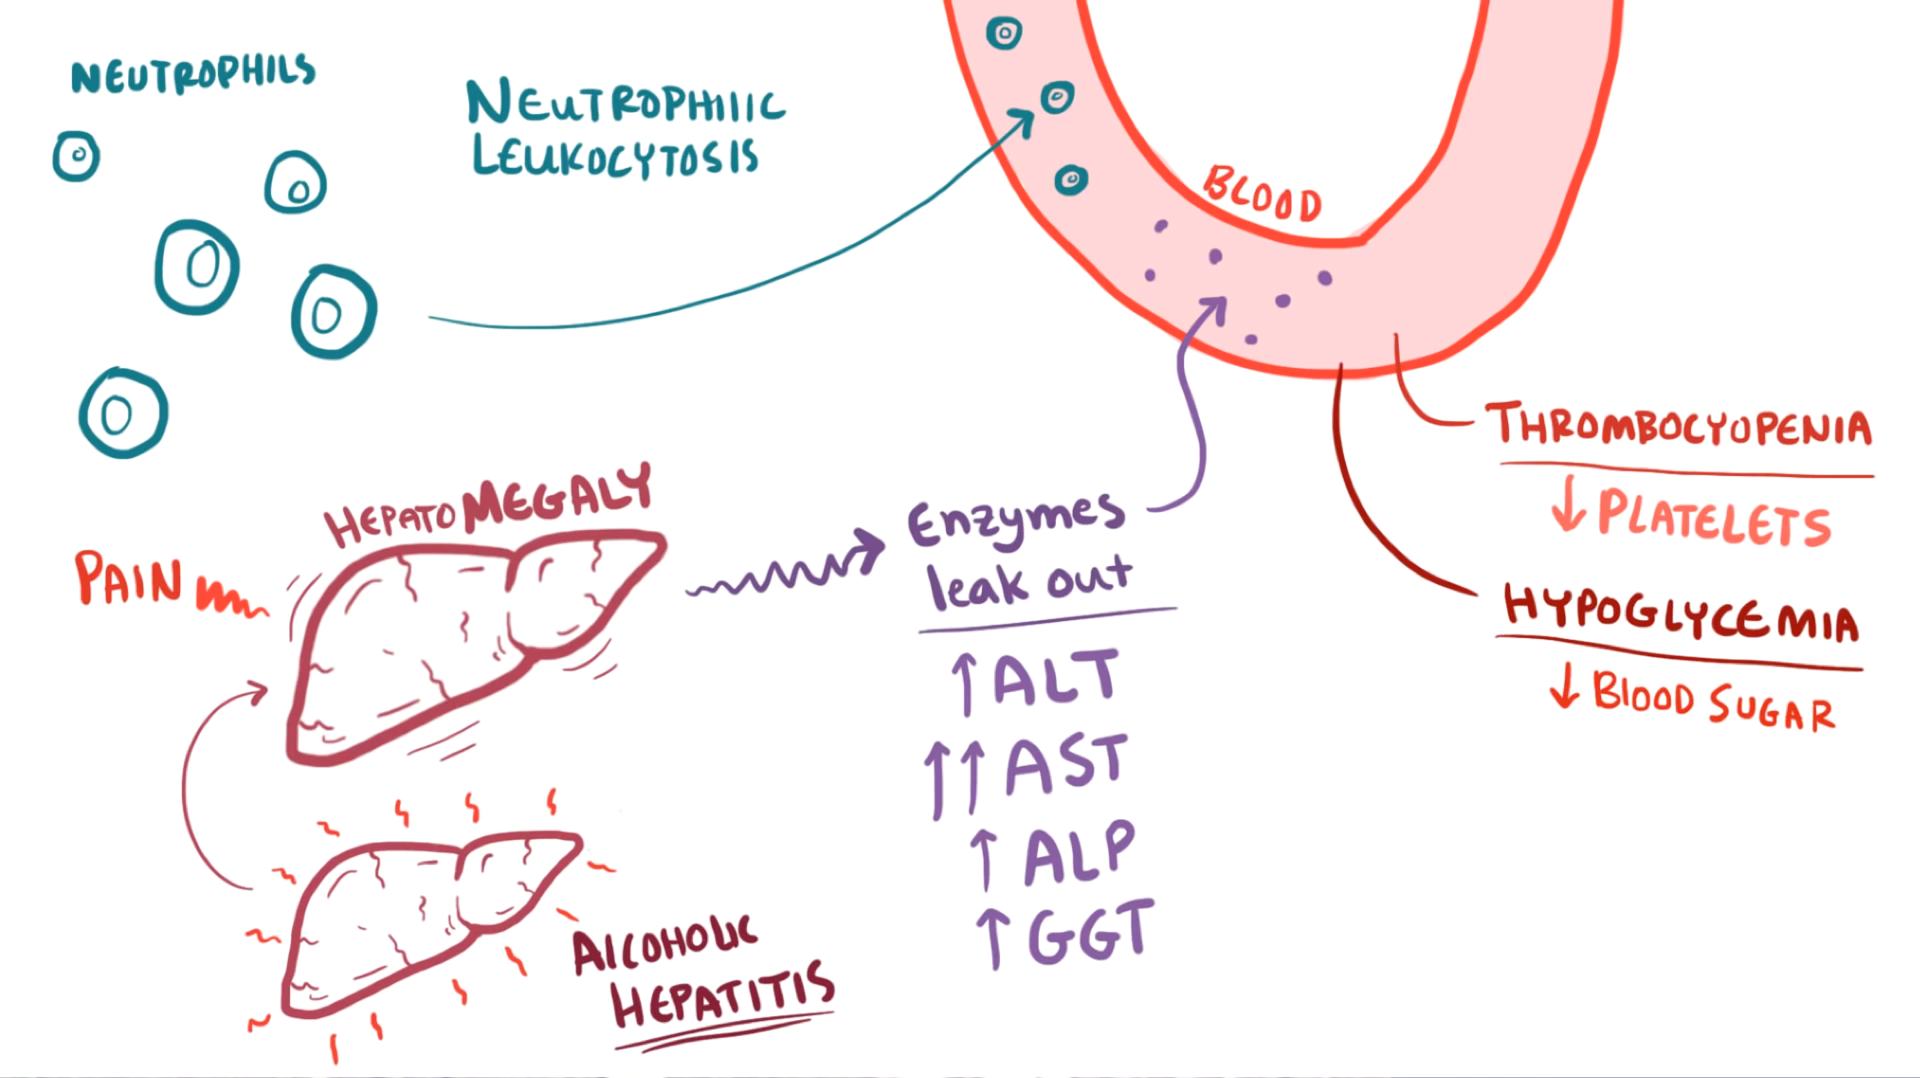 NEUTROPHILS
NEUTROPHILIC
LEUKOCYTOSIS
BLOOD
THROMBOCYOPENIA
↓ PLATELETS
HYPOGLYCEMIA
↓ BLOOD SUGAR
HEPATOMEGALY
PAIN
Enzymes
leak out
↑ ALT
↑↑ AST
↑ ALP
↑ GGT
ALCOHOLIC
HEPATITIS